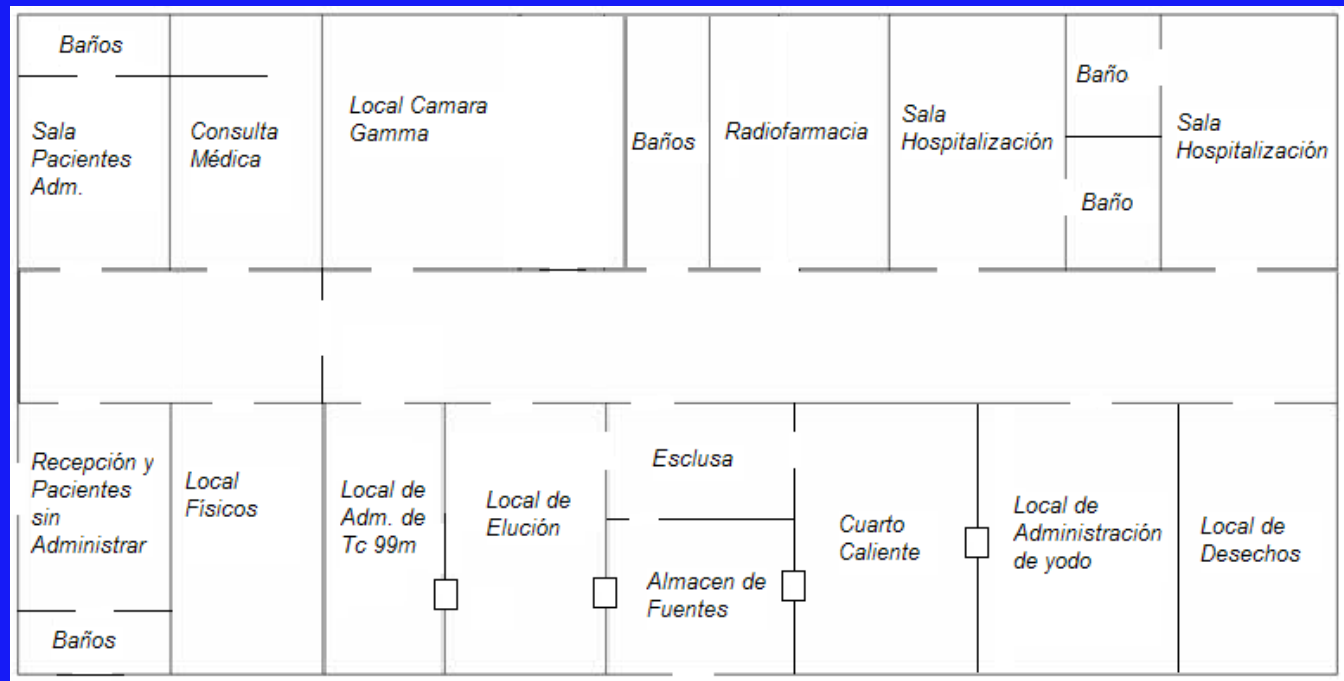 Baños
Sala
Pacientes
Adm.
Consulta
Médica
Local Camara
Gamma
Baños
Radiofarmacia
Sala
Hospitalización
Baño
Baño
Sala
Hospitalización
Recepción y
Pacientes
sin
Administrar
Baños
Local
Físicos
Local de
Adm. de
Tc 99m
Local de
Elución
Esclusa
Almacen de
Fuentes
Cuarto
Caliente
Local de
Administración
de yodo
Local de
Desechos